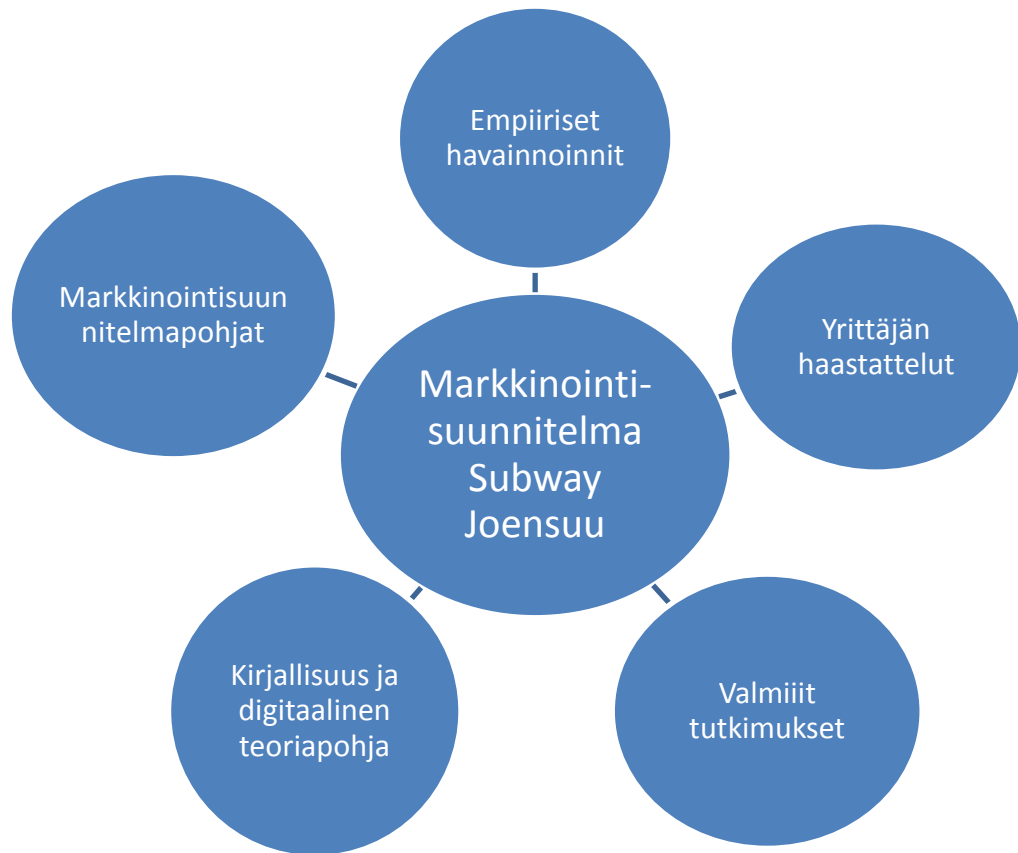 Empiiriset
havainnoinnit
Markkinointisuun
nitelmapohjat
Yrittäjän
haastattelut
Markkinointi-
suunnitelma
Subway
Joensuu
Kirjallisuus ja
digitaalinen
teoriapohja
Valmiiit
tutkimukset